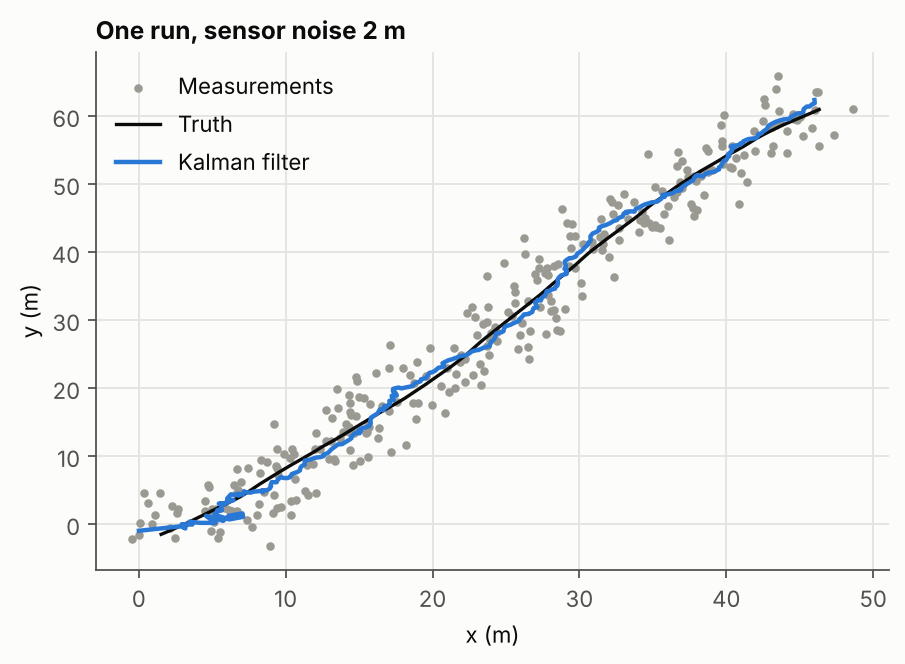 One run, sensor noise 2 m
Measurements
Truth
Kalman filter
60
50
40
30
20
10
0
y (m)
0 10 20 30 40 50
x (m)